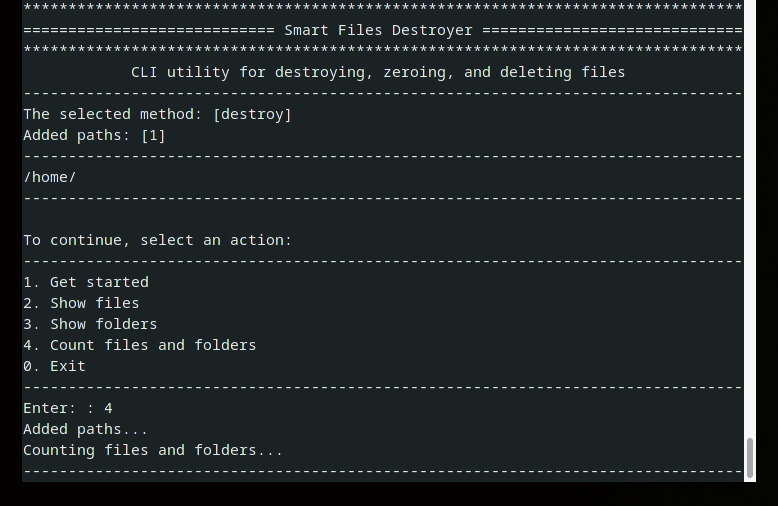 ********************************************************************************
============================ Smart Files Destroyer =============================
********************************************************************************
CLI utility for destroying, zeroing, and deleting files
--------------------------------------------------------------------------------
The selected method: [destroy]
Added paths: [1]
--------------------------------------------------------------------------------
/home/
--------------------------------------------------------------------------------
To continue, select an action:
--------------------------------------------------------------------------------
1. Get started
2. Show files
3. Show folders
4. Count files and folders
0. Exit
--------------------------------------------------------------------------------
Enter: : 4
Added paths...
Counting files and folders...
--------------------------------------------------------------------------------